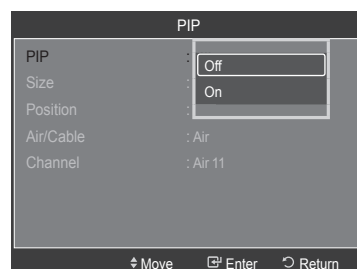 PIP
PIP : Off
Size : On
Position :
Air/Cable : Air
Channel : Air 11
Move Enter Return